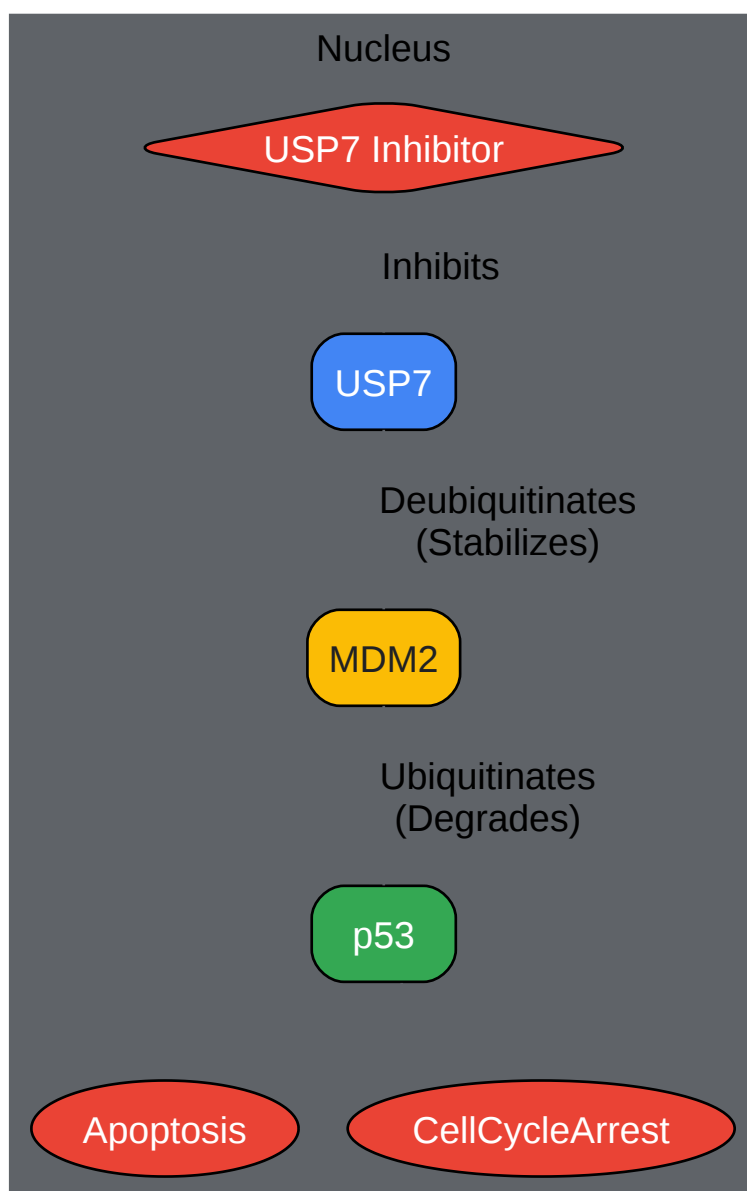 Nucleus
USP7 Inhibitor
Inhibits
USP7
Deubiquitinates
(Stabilizes)
MDM2
Ubiquitinates
(Degrades)
p53
Apoptosis
CellCycleArrest